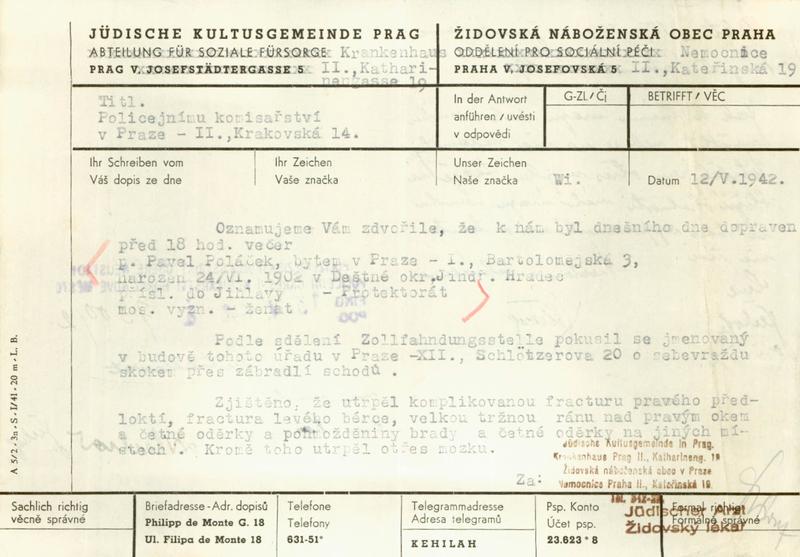 JÜDISCHE KULTUSGEMEINDE PRAG
ABTEILUNG FÜR SOZIALE FÜRSORGE Krankenhaus
PRAG V, JOSEFSTÄDTERGASSE 5 II.,Kathari-
nengasse 19
ŽIDOVSKÁ NÁBOŽENSKÁ OBEC PRAHA
ODDĚLENÍ PRO SOCIÁLNÍ PÉČI Nemocnice
PRAHA V, JOSEFOVSKÁ 5 II.,Kateřinská 19
Titl.
Policejnímu komisařství
v Praze - II.,Krakovská 14.
In der Antwort
anführen / uvésti
v odpovědi
G-ZL / Čj
BETRIFFT / VĚC
Ihr Schreiben vom
Váš dopis ze dne
Ihr Zeichen
Vaše značka
Unser Zeichen
Naše značka Wi.
Datum 12/V.1942.
Oznamujeme Vám zdvořile, že k nám byl dnešního dne dopraven
před 18 hod. večer
p. Pavel Poláček, bytem v Praze - I., Bartolomejská 3,
narozen 24/VI. 1902 v Deštné okr.Jindř. Hradec
přísl. do Jihlavy - Protektorát
mos. vyzn. - ženat
Podle sdělení Zollfahndungsstelle pokusil se jmenovaný
v budově tohoto úřadu v Praze -XII., Schlötzerova 20 o sebevraždu
skokem přes zábradlí schodů .
Zjištěno, že utrpěl komplikovanou fracturu pravého před-
loktí, fractura levého bérce, velkou tržnou ránu nad pravým okem
a četné oděrky a pohmožděniny brady a četné oděrky na jiných mí-
stech . Kromě toho utrpěl otřes mozku.
Za:
Jüdische Kultusgemeinde in Prag.
Krankenhaus Prag II., Kathareineng. 19
Židovská náboženská obec v Praze
Nemocnice Praha II., Kateřinská 19
Jüdischer Arzt
Židovský lékař
A 5/2 - 3a - S - I/41 - 20 m - L. B.
Sachlich richtig
věcně správné
Briefadresse - Adr. dopisů
Philipp de Monte G. 18
Ul. Filipa de Monte 18
Telefone
Telefony
631-51*
Telegrammadresse
Adresa telegramů
KEHILAH
Psp. Konto
Účet psp.
23.623 * 8
Formal richtig
Formálně správné